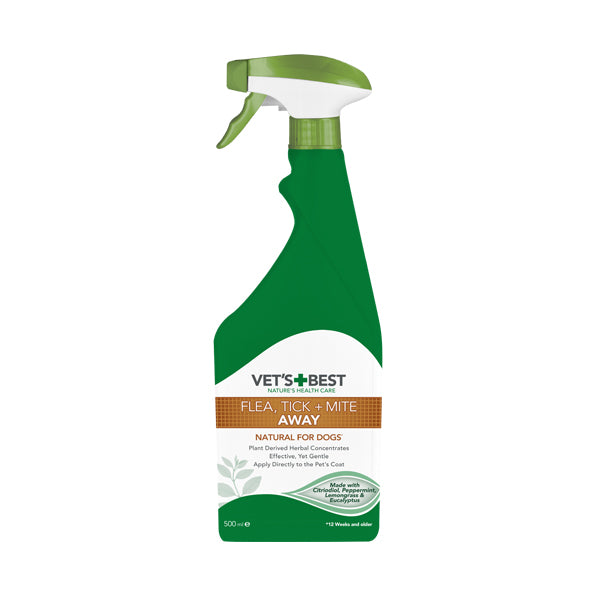 VET'S+BEST
NATURE'S HEALTH CARE
FLEA, TICK + MITE
AWAY
NATURAL FOR DOGS*
Plant Derived Herbal Concentrates
Effective, Yet Gentle
Apply Directly to the Pet's Coat
Made with
Citriodiol, Peppermint,
Lemongrass &
Eucalyptus
500 ml ℮
*12 Weeks and older